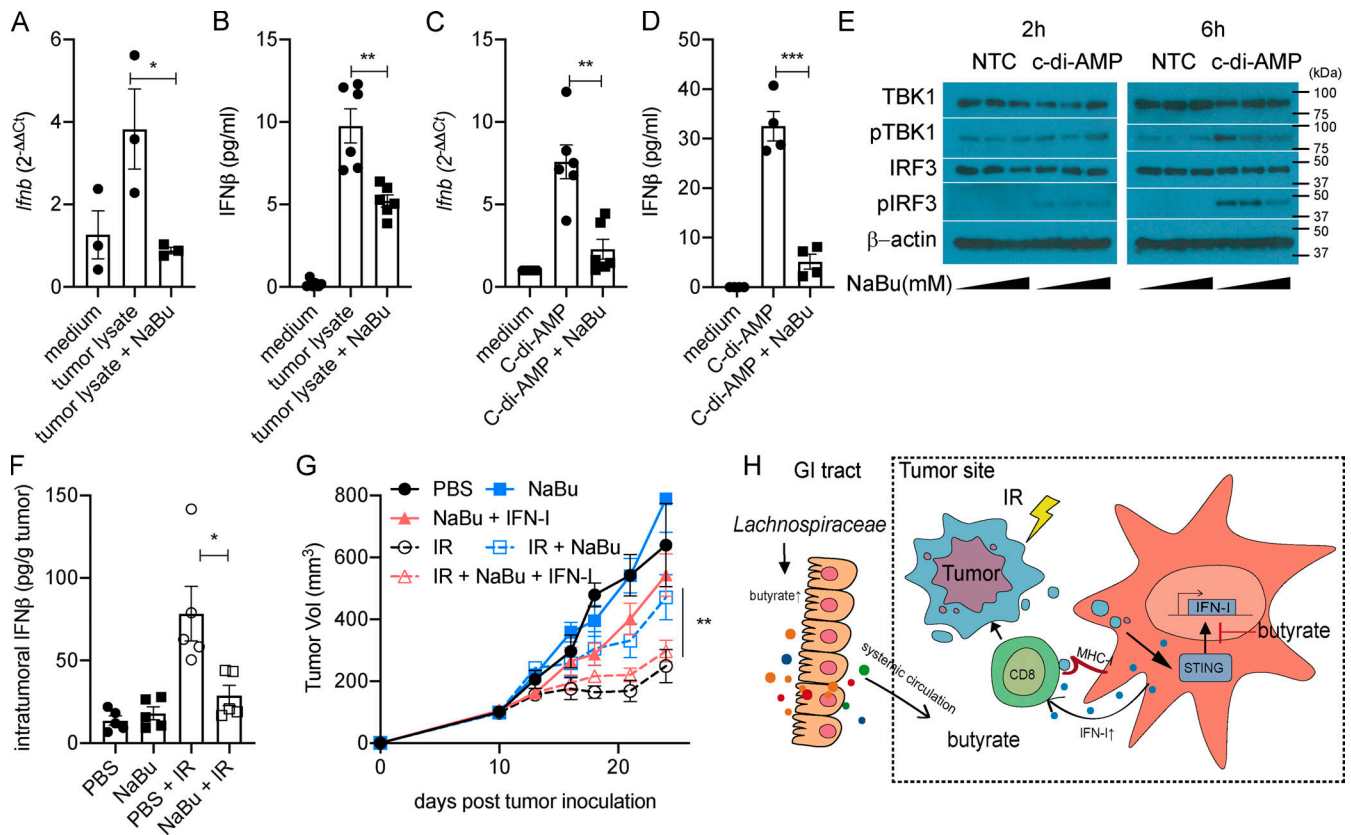 A
Ifnb (2-ΔΔCt)
6
4
2
0
*
medium
tumor lysate
tumor lysate + NaBu
B
IFNβ (pg/ml)
15
10
5
0
**
medium
tumor lysate
tumor lysate + NaBu
C
Ifnb (2-ΔΔCt)
15
10
5
0
**
medium
C-di-AMP
C-di-AMP + NaBu
D
IFNβ (pg/ml)
50
40
30
20
10
0
***
medium
C-di-AMP
C-di-AMP + NaBu
E
2h 6h
NTC c-di-AMP NTC c-di-AMP (kDa)
TBK1
100
75
pTBK1
100
75
IRF3
50
37
pIRF3
50
37
β–actin
50
37
NaBu(mM)
F
intratumoral IFNβ (pg/g tumor)
150
100
50
0
*
PBS
NaBu
PBS + IR
NaBu + IR
G
Tumor Vol (mm3)
800
600
400
200
0
PBS NaBu
NaBu + IFN-I
IR IR + NaBu
IR + NaBu + IFN-I
**
0 10 20
days post tumor inoculation
H
GI tract
Lachnospiraceae
butyrate↑
systemic circulation
butyrate
Tumor site
IR
Tumor
CD8
MHC-I
IFN-I
butyrate
STING
IFN-I↑